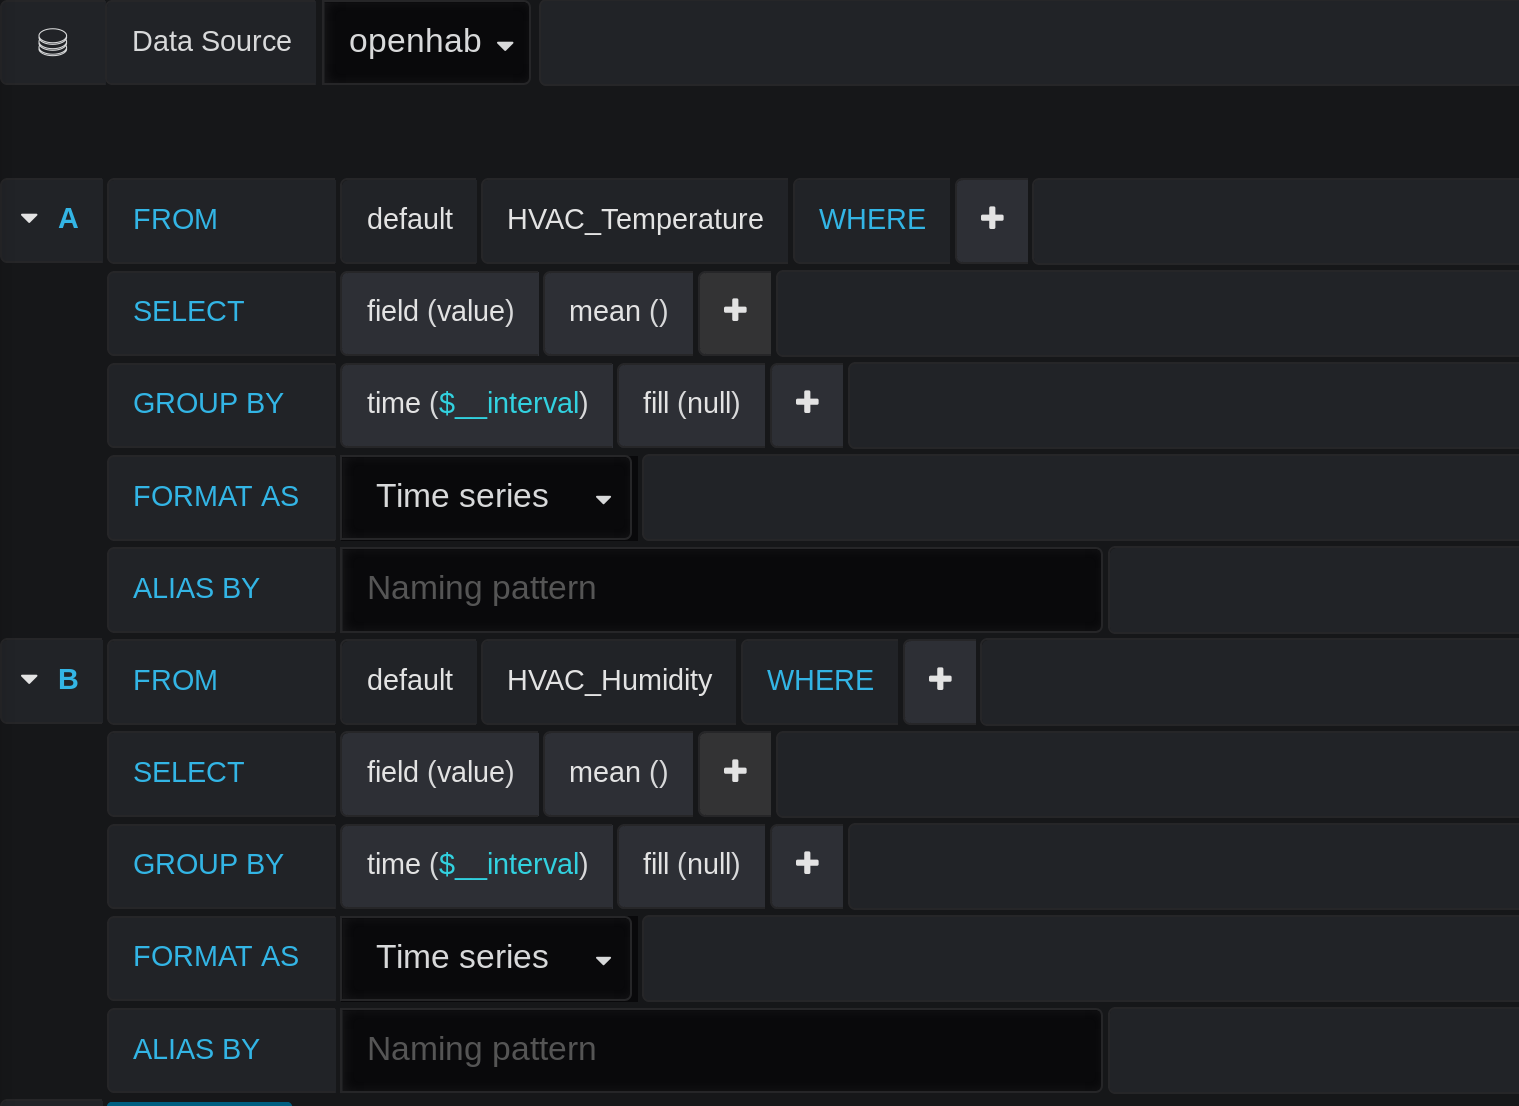 Data Source openhab
A FROM default HVAC_Temperature WHERE +
SELECT field (value) mean () +
GROUP BY time ($__interval) fill (null) +
FORMAT AS Time series
ALIAS BY Naming pattern
B FROM default HVAC_Humidity WHERE +
SELECT field (value) mean () +
GROUP BY time ($__interval) fill (null) +
FORMAT AS Time series
ALIAS BY Naming pattern